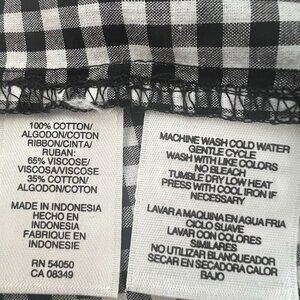 100% COTTON/
ALGODON/COTTON
RIBBON/CINTA/
RUBAN:
65% VISCOSE/
VISCOSA/VISCOSE
35% COTTON/
ALGODON/COTTON
MADE IN INDONESIA
HECHO EN
INDONESIA
FABRIQUE EN
INDONESIE
RN 54050
CA 08349
MACHINE WASH COLD WATER
GENTLE CYCLE
WASH WITH LIKE COLORS
NO BLEACH
TUMBLE DRY LOW HEAT
PRESS WITH COOL IRON IF
NECESSARY
LAVAR A MAQUINA EN AGUA FRIA
CICLO SUAVE
LAVAR CON COLORES
SIMILARES
NO UTILIZAR BLANQUEADOR
SECAR EN SECADORA CALOR
BAJO